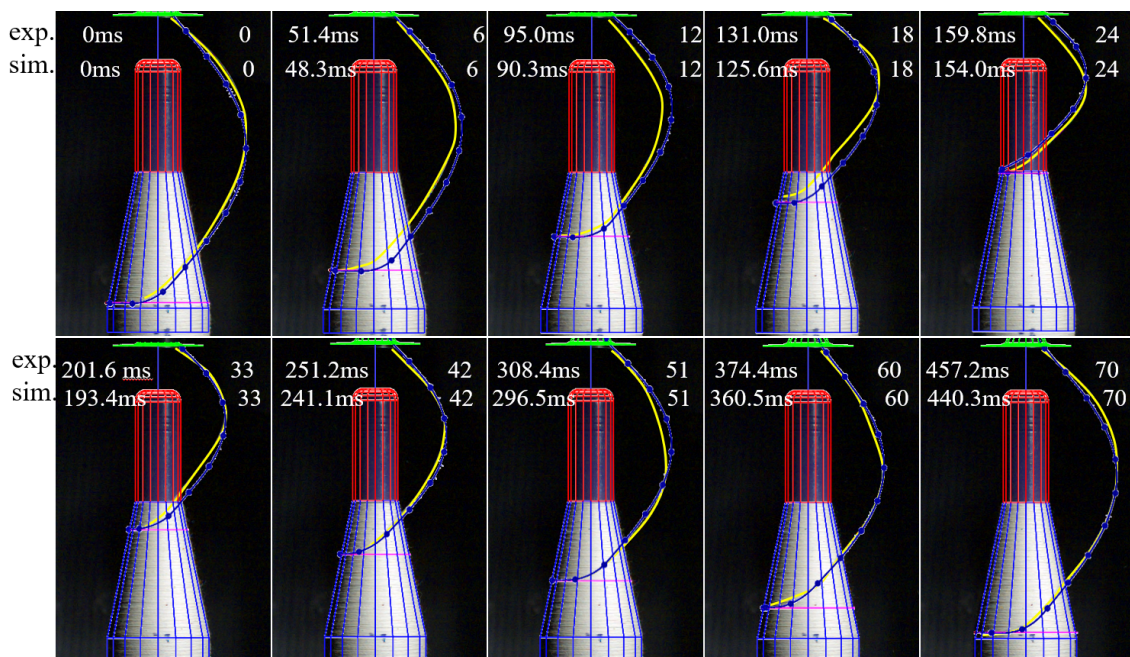 exp. 0ms 0 51.4ms 6 95.0ms 12 131.0ms 18 159.8ms 24
sim. 0ms 0 48.3ms 6 90.3ms 12 125.6ms 18 154.0ms 24
exp. 201.6 ms 33 251.2ms 42 308.4ms 51 374.4ms 60 457.2ms 70
sim. 193.4ms 33 241.1ms 42 296.5ms 51 360.5ms 60 440.3ms 70